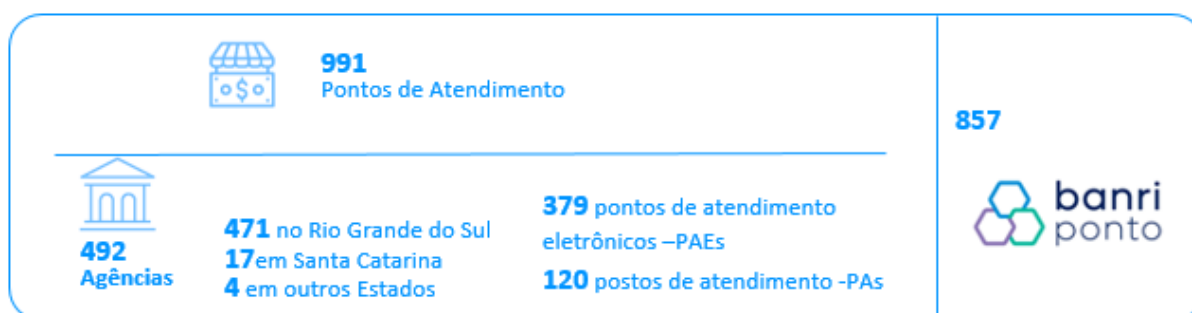 991
Pontos de Atendimento
857
banri
ponto
492
Agências
471 no Rio Grande do Sul
17em Santa Catarina
4 em outros Estados
379 pontos de atendimento
eletrônicos –PAEs
120 postos de atendimento -PAs